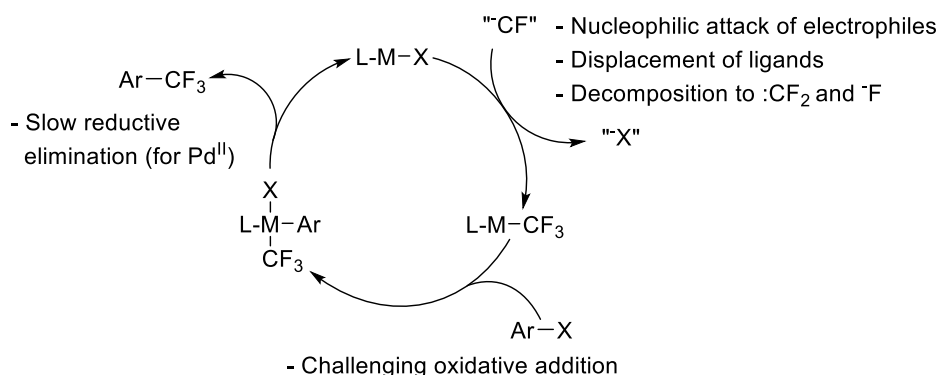 "⁻CF"
- Nucleophilic attack of electrophiles
- Displacement of ligands
- Decomposition to :CF₂ and ⁻F
L-M-X
Ar-CF₃
"⁻X"
- Slow reductive
elimination (for Pdᴵᴵ)
X
L-M-Ar
CF₃
L-M-CF₃
Ar-X
- Challenging oxidative addition